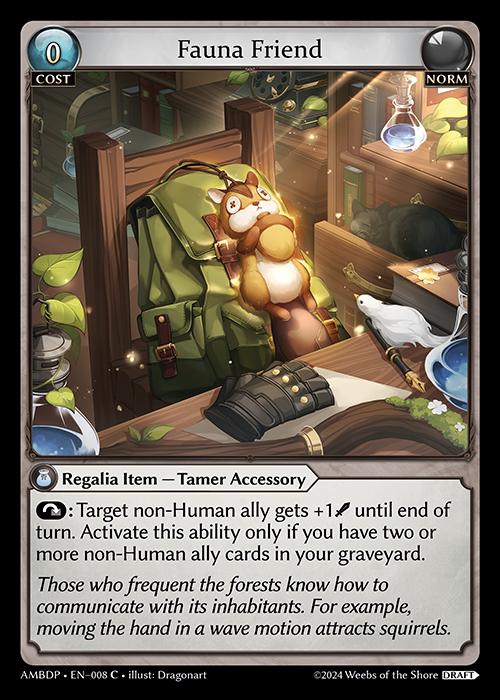 0
Fauna Friend
COST
NORM
Regalia Item — Tamer Accessory
: Target non-Human ally gets +1 until end of
turn. Activate this ability only if you have two or
more non-Human ally cards in your graveyard.
Those who frequent the forests know how to
communicate with its inhabitants. For example,
moving the hand in a wave motion attracts squirrels.
AMBDP • EN–008 C • illust: Dragonart
©2024 Weebs of the Shore DRAFT